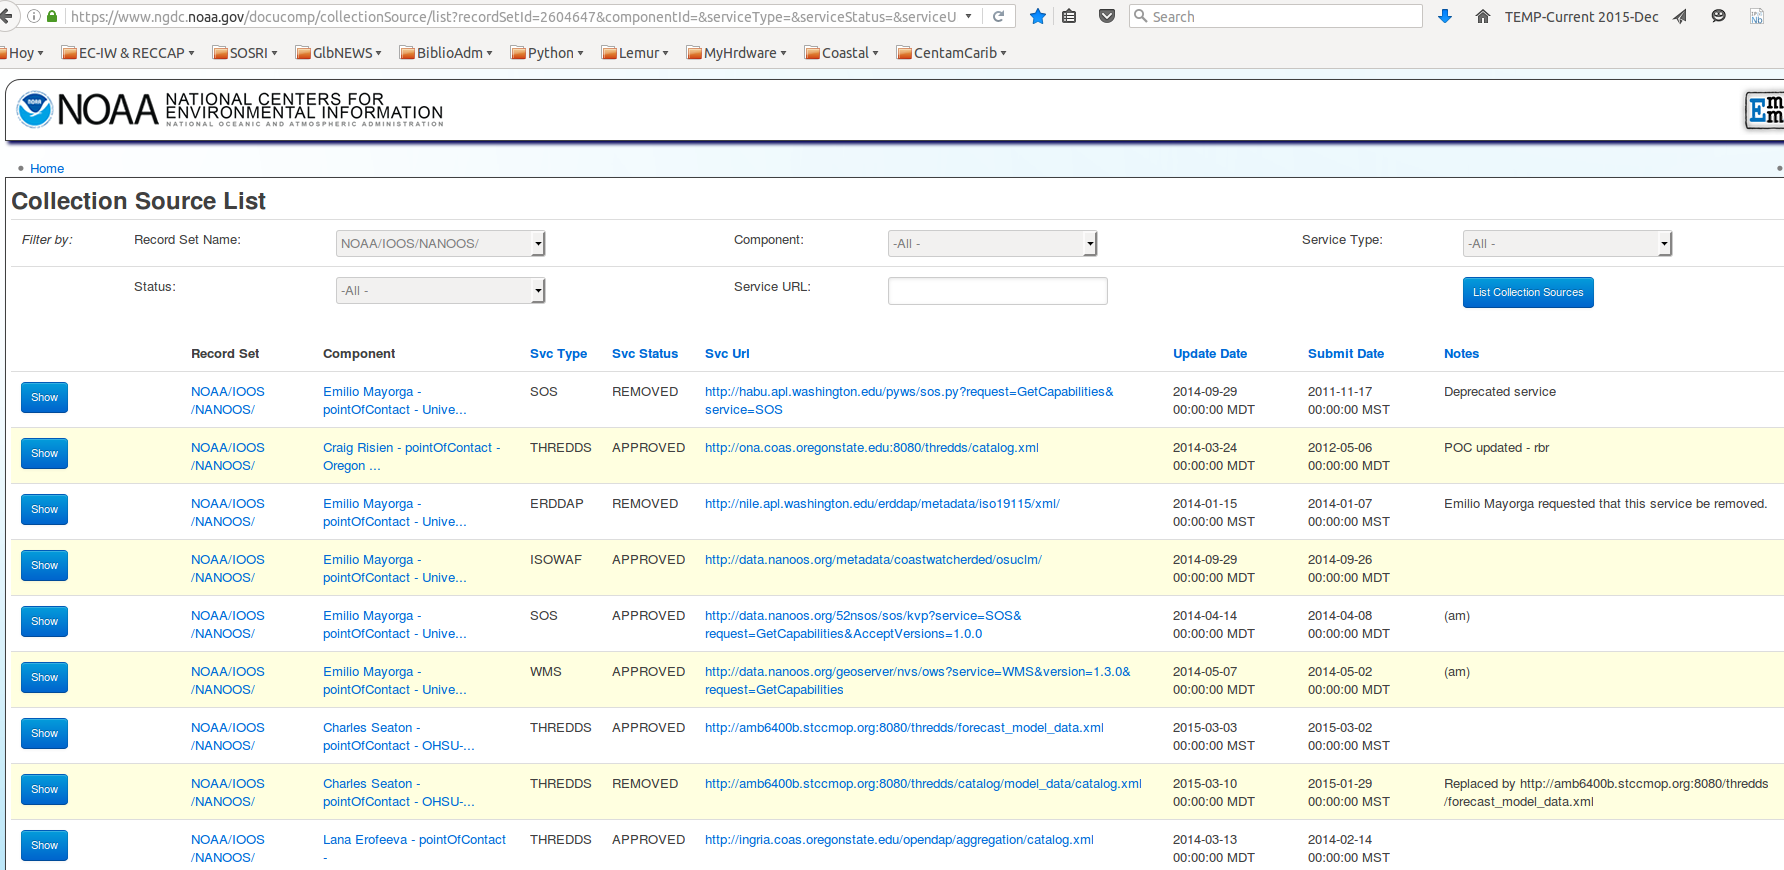 https://www.ngdc.noaa.gov/docucomp/collectionSource/list?recordSetId=2604647&componentId=&serviceType=&serviceStatus=&serviceU
Search
TEMP-Current 2015-Dec
Hoy EC-IW & RECCAP SOSRI GlbNEWS BiblioAdm Python Lemur MyHrdware Coastal CentamCarib
NOAA NATIONAL CENTERS FOR
ENVIRONMENTAL INFORMATION
NATIONAL OCEANIC AND ATMOSPHERIC ADMINISTRATION
Home
Collection Source List
Filter by: Record Set Name: NOAA/IOOS/NANOOS/ Component: -All - Service Type: -All -
Status: -All - Service URL: List Collection Sources
Record Set Component Svc Type Svc Status Svc Url Update Date Submit Date Notes
Show NOAA/IOOS Emilio Mayorga - SOS REMOVED http://habu.apl.washington.edu/pyws/sos.py?request=GetCapabilities& 2014-09-29 2011-11-17 Deprecated service
/NANOOS/ pointOfContact - Unive... service=SOS 00:00:00 MDT 00:00:00 MST
Show NOAA/IOOS Craig Risien - pointOfContact - THREDDS APPROVED http://ona.coas.oregonstate.edu:8080/thredds/catalog.xml 2014-03-24 2012-05-06 POC updated - rbr
/NANOOS/ Oregon ... 00:00:00 MDT 00:00:00 MDT
Show NOAA/IOOS Emilio Mayorga - ERDDAP REMOVED http://nile.apl.washington.edu/erddap/metadata/iso19115/xml/ 2014-01-15 2014-01-07 Emilio Mayorga requested that this service be removed.
/NANOOS/ pointOfContact - Unive... 00:00:00 MST 00:00:00 MST
Show NOAA/IOOS Emilio Mayorga - ISOWAF APPROVED http://data.nanoos.org/metadata/coastwatcherded/osuclm/ 2014-09-29 2014-09-26
/NANOOS/ pointOfContact - Unive... 00:00:00 MDT 00:00:00 MDT
Show NOAA/IOOS Emilio Mayorga - SOS APPROVED http://data.nanoos.org/52nsos/sos/kvp?service=SOS& 2014-04-14 2014-04-08 (am)
/NANOOS/ pointOfContact - Unive... request=GetCapabilities&AcceptVersions=1.0.0 00:00:00 MDT 00:00:00 MDT
Show NOAA/IOOS Emilio Mayorga - WMS APPROVED http://data.nanoos.org/geoserver/nvs/ows?service=WMS&version=1.3.0& 2014-05-07 2014-05-02 (am)
/NANOOS/ pointOfContact - Unive... request=GetCapabilities 00:00:00 MDT 00:00:00 MDT
Show NOAA/IOOS Charles Seaton - THREDDS APPROVED http://amb6400b.stccmop.org:8080/thredds/forecast_model_data.xml 2015-03-03 2015-03-02
/NANOOS/ pointOfContact - OHSU-... 00:00:00 MST 00:00:00 MST
Show NOAA/IOOS Charles Seaton - THREDDS REMOVED http://amb6400b.stccmop.org:8080/thredds/catalog/model_data/catalog.xml 2015-03-10 2015-01-29 Replaced by http://amb6400b.stccmop.org:8080/thredds
/NANOOS/ pointOfContact - OHSU-... 00:00:00 MDT 00:00:00 MST /forecast_model_data.xml
Show NOAA/IOOS Lana Erofeeva - pointOfContact THREDDS APPROVED http://ingria.coas.oregonstate.edu/opendap/aggregation/catalog.xml 2014-03-13 2014-02-14
/NANOOS/ - 00:00:00 MDT 00:00:00 MST